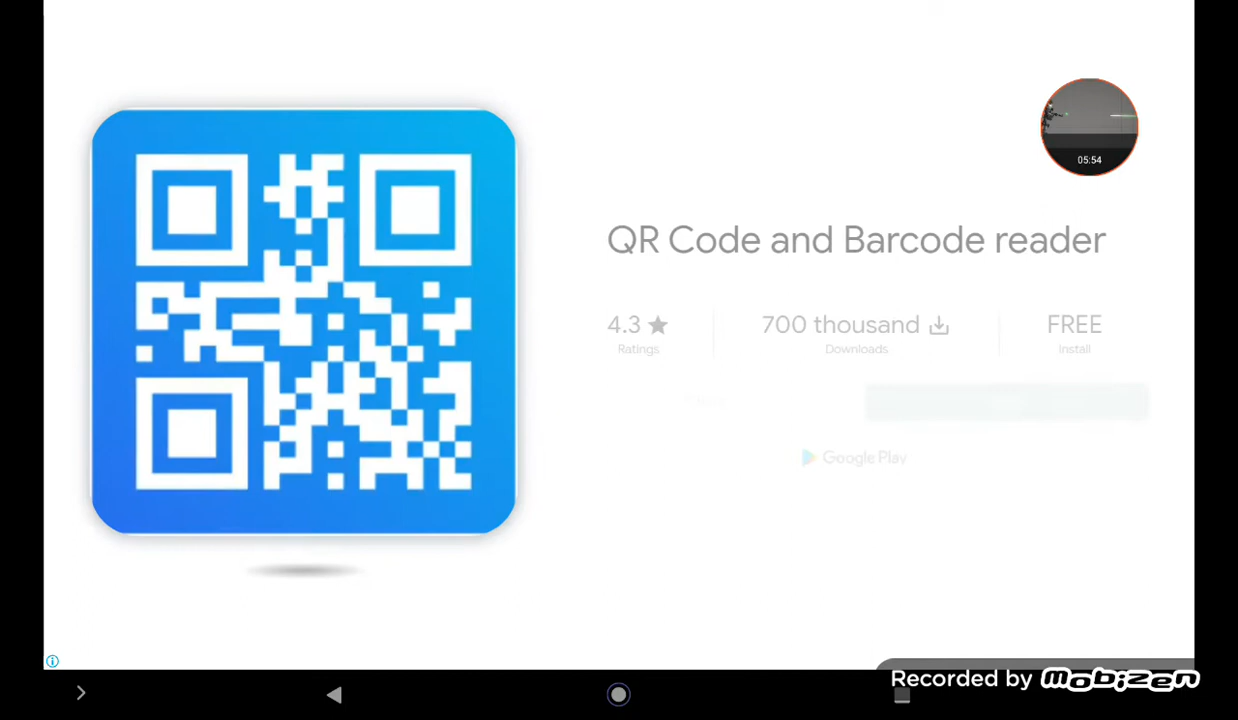 05:54
QR Code and Barcode reader
4.3 ★ 700 thousand FREE
Ratings Downloads Install
Google Play
Recorded by mobizen